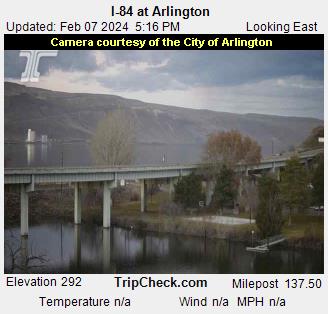 I-84 at Arlington
Updated: Feb 07 2024 5:16 PM Looking East
Camera courtesy of the City of Arlington
Elevation 292 TripCheck.com Milepost 137.50
Temperature n/a Wind n/a MPH n/a